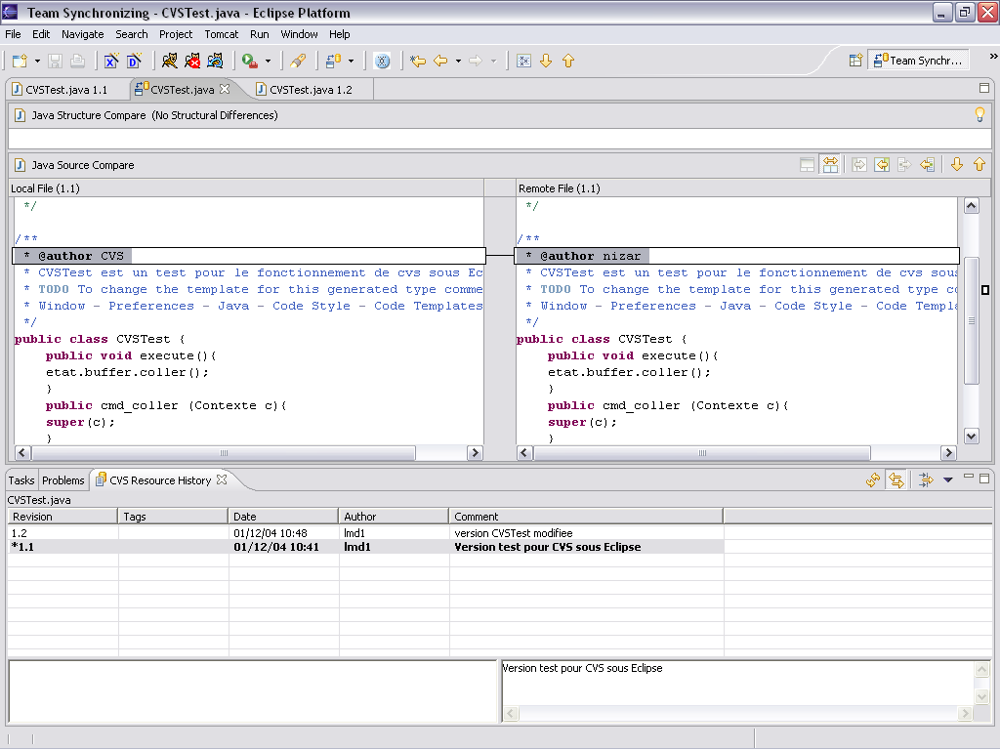 Team Synchronizing - CVSTest.java - Eclipse Platform
File Edit Navigate Search Project Tomcat Run Window Help
Team Synchr...
CVSTest.java 1.1 CVSTest.java CVSTest.java 1.2
Java Structure Compare (No Structural Differences)
Java Source Compare
Local File (1.1)
*/
/**
* @author CVS
* CVSTest est un test pour le fonctionnement de cvs sous Ec
* TODO To change the template for this generated type comme
* Window - Preferences - Java - Code Style - Code Templates
*/
public class CVSTest {
public void execute(){
etat.buffer.coller();
}
public cmd_coller (Contexte c){
super(c);
}
Remote File (1.1)
*/
/**
* @author nizar
* CVSTest est un test pour le fonctionnement de cvs sous
* TODO To change the template for this generated type co
* Window - Preferences - Java - Code Style - Code Templa
*/
public class CVSTest {
public void execute(){
etat.buffer.coller();
}
public cmd_coller (Contexte c){
super(c);
}
Tasks Problems CVS Resource History
CVSTest.java
Revision Tags Date Author Comment
1.2 01/12/04 10:48 lmd1 version CVSTest modifiee
*1.1 01/12/04 10:41 lmd1 Version test pour CVS sous Eclipse
Version test pour CVS sous Eclipse